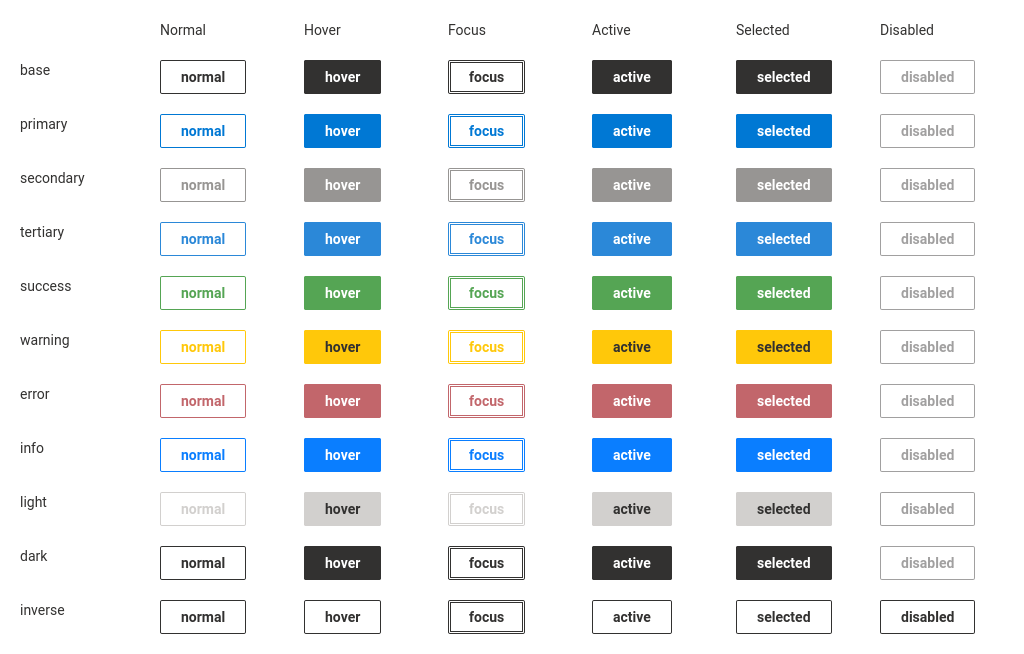 Normal Hover Focus Active Selected Disabled
base normal hover focus active selected disabled
primary normal hover focus active selected disabled
secondary normal hover focus active selected disabled
tertiary normal hover focus active selected disabled
success normal hover focus active selected disabled
warning normal hover focus active selected disabled
error normal hover focus active selected disabled
info normal hover focus active selected disabled
light normal hover focus active selected disabled
dark normal hover focus active selected disabled
inverse normal hover focus active selected disabled